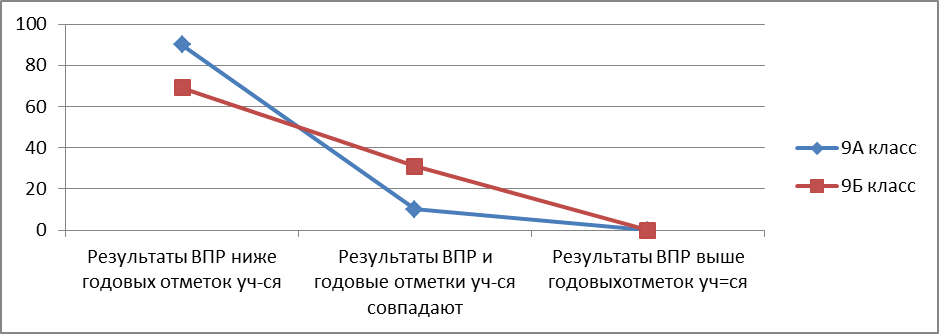 100
80
60
40
20
0
Результаты ВПР ниже
годовых отметок уч-ся
Результаты ВПР и
годовые отметки уч-ся
совпадают
Результаты ВПР выше
годовыхотметок уч=ся
9А класс
9Б класс